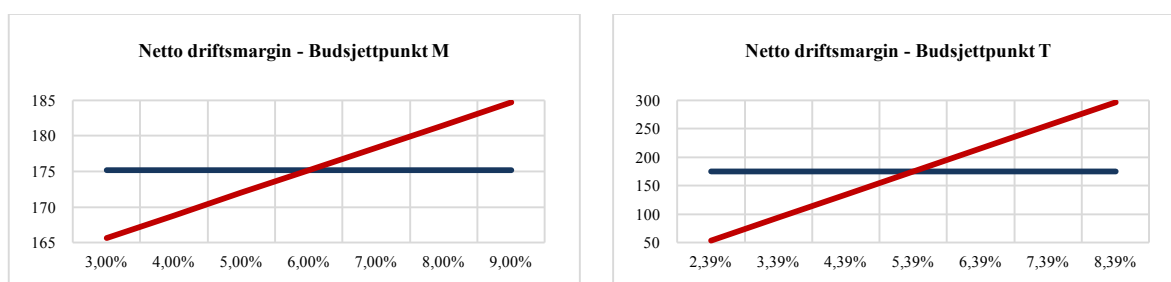 Netto driftsmargin - Budsjettpunkt M
185
180
175
170
165
3,00% 4,00% 5,00% 6,00% 7,00% 8,00% 9,00%
Netto driftsmargin - Budsjettpunkt T
300
250
200
150
100
50
2,39% 3,39% 4,39% 5,39% 6,39% 7,39% 8,39%